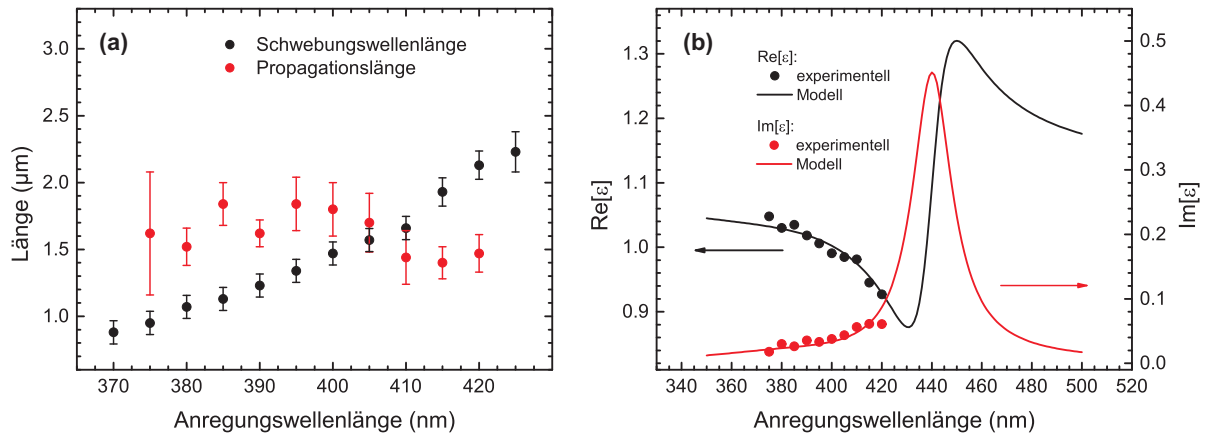 (a)
Schwebungswellenlänge
Propagationslänge
3.0
2.5
2.0
1.5
1.0
Länge (µm)
370 380 390 400 410 420
Anregungswellenlänge (nm)
(b)
Re[ε]:
experimentell
Modell
Im[ε]:
experimentell
Modell
1.3
1.2
1.1
1.0
0.9
Re[ε]
0.5
0.4
0.3
0.2
0.1
0.0
Im[ε]
340 360 380 400 420 440 460 480 500 520
Anregungswellenlänge (nm)